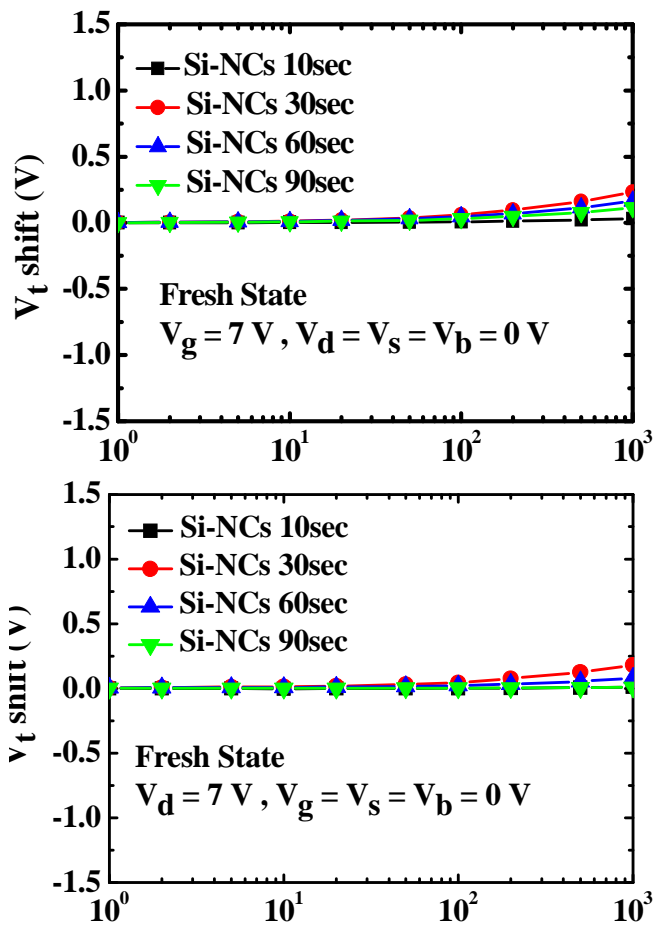 1.5
Si-NCs 10sec
1.0
Si-NCs 30sec
Si-NCs 60sec
0.5
Si-NCs 90sec
0.0
Vt shift (V)
-0.5
Fresh State
Vg = 7 V , Vd = Vs = Vb = 0 V
-1.0
-1.5
10^0 10^1 10^2 10^3
1.5
Si-NCs 10sec
1.0
Si-NCs 30sec
Si-NCs 60sec
0.5
Si-NCs 90sec
0.0
Vt shift (V)
-0.5
Fresh State
Vd = 7 V , Vg = Vs = Vb = 0 V
-1.0
-1.5
10^0 10^1 10^2 10^3